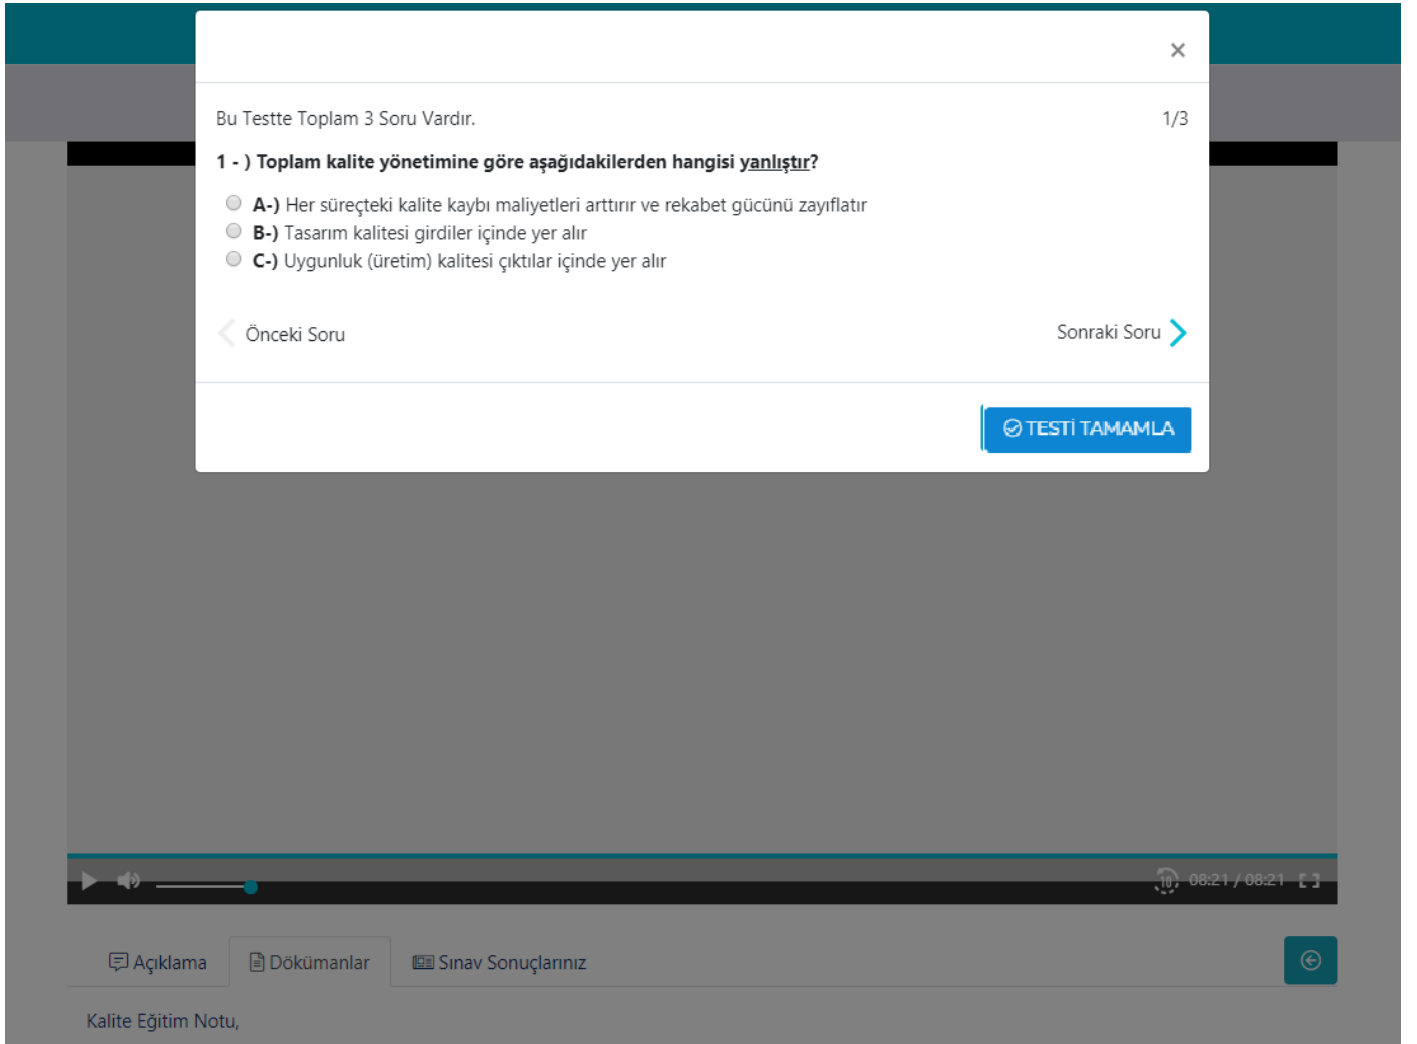 ×
Bu Testte Toplam 3 Soru Vardır.
1/3
1 - ) Toplam kalite yönetimine göre aşağıdakilerden hangisi yanlıştır?
A-) Her süreçteki kalite kaybı maliyetleri arttırır ve rekabet gücünü zayıflatır
B-) Tasarım kalitesi girdiler içinde yer alır
C-) Uygunluk (üretim) kalitesi çıktılar içinde yer alır
Önceki Soru
Sonraki Soru
TESTİ TAMAMLA
10
08:21 / 08:21
Açıklama
Dökümanlar
Sınav Sonuçlarınız
Kalite Eğitim Notu,